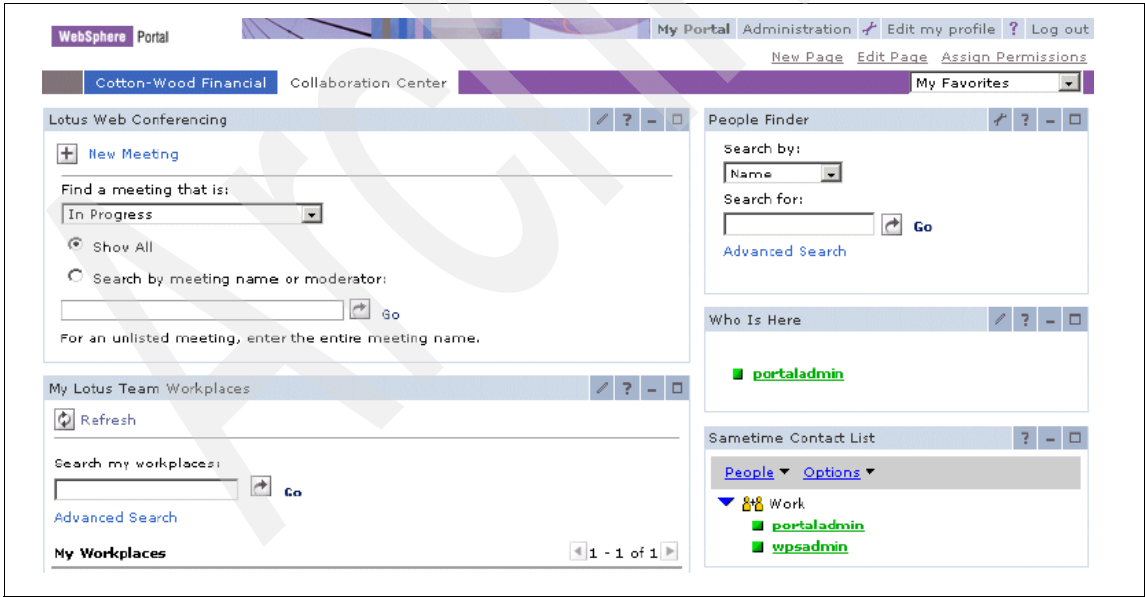 WebSphere Portal
My Portal Administration Edit my profile ? Log out
New Page Edit Page Assign Permissions
Cotton-Wood Financial Collaboration Center My Favorites
Lotus Web Conferencing ?
New Meeting
Find a meeting that is:
In Progress
Show All
Search by meeting name or moderator:
Go
For an unlisted meeting, enter the entire meeting name.
My Lotus Team Workplaces ?
Refresh
Search my workplaces:
Go
Advanced Search
My Workplaces 1 - 1 of 1
People Finder ?
Search by:
Name
Search for:
Go
Advanced Search
Who Is Here ?
portaladmin
Sametime Contact List ?
People Options
Work
portaladmin
wpsadmin